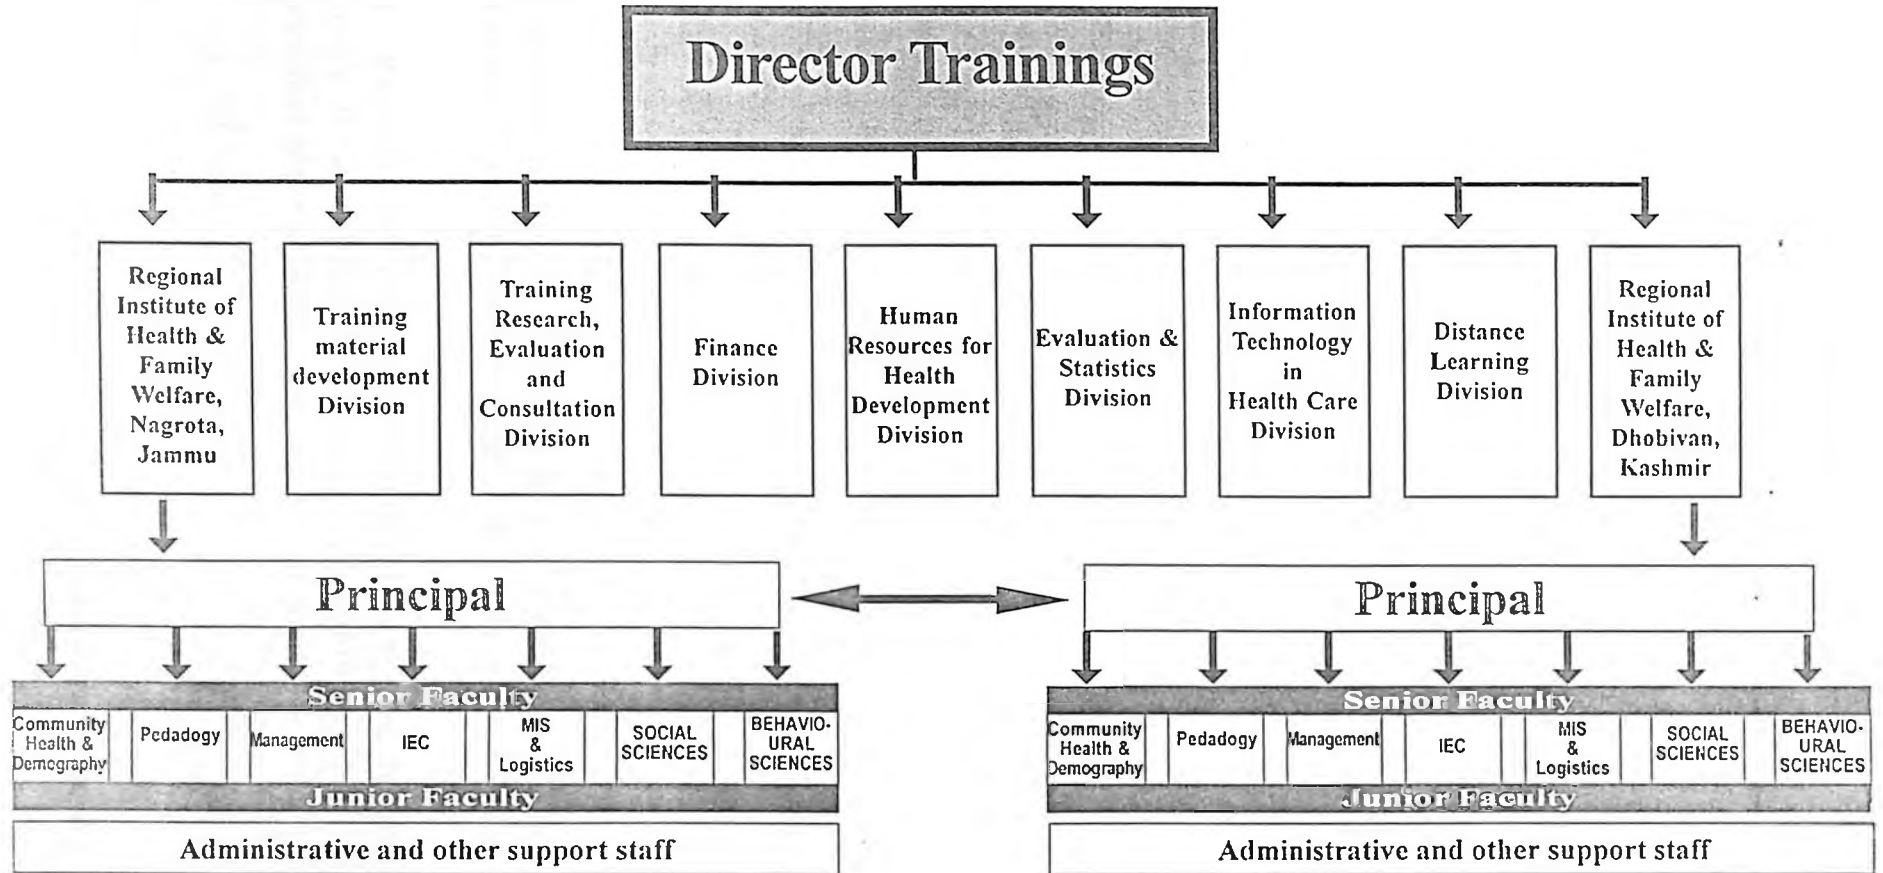 Director Trainings
Regional
Institute of
Health &
Family
Welfare,
Nagrota,
Jammu
Training
material
development
Division
Training
Research,
Evaluation
and
Consultation
Division
Finance
Division
Human
Resources for
Health
Development
Division
Evaluation &
Statistics
Division
Information
Technology
in
Health Care
Division
Distance
Learning
Division
Regional
Institute of
Health &
Family
Welfare,
Dhobivan,
Kashmir
Principal
Senior Faculty
Community
Health &
Demography
Pedadogy
Management
IEC
MIS
&
Logistics
SOCIAL
SCIENCES
BEHAVIO-
URAL
SCIENCES
Junior Faculty
Administrative and other support staff
Principal
Senior Faculty
Community
Health &
Demography
Pedadogy
Management
IEC
MIS
&
Logistics
SOCIAL
SCIENCES
BEHAVIO-
URAL
SCIENCES
Junior Faculty
Administrative and other support staff